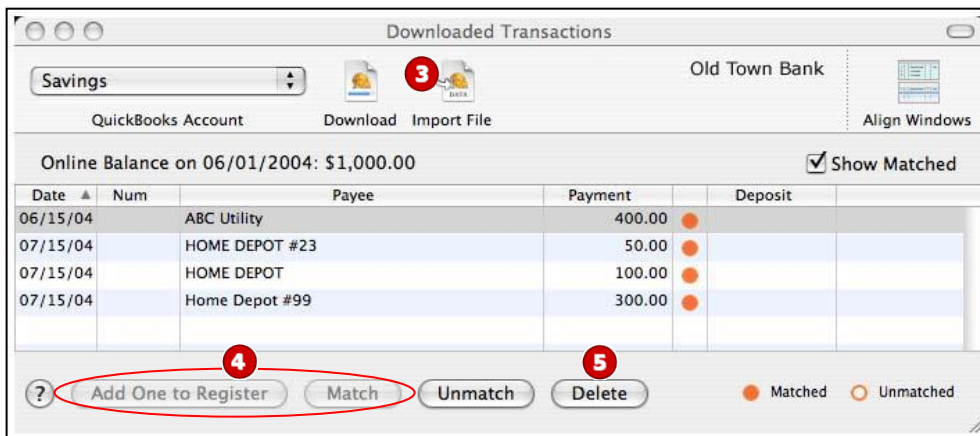 Downloaded Transactions
Savings
3
DATA
Old Town Bank
QuickBooks Account Download Import File Align Windows
Online Balance on 06/01/2004: $1,000.00 Show Matched
Date Num Payee Payment Deposit
06/15/04 ABC Utility 400.00
07/15/04 HOME DEPOT #23 50.00
07/15/04 HOME DEPOT 100.00
07/15/04 Home Depot #99 300.00
4 5
? Add One to Register Match Unmatch Delete Matched Unmatched